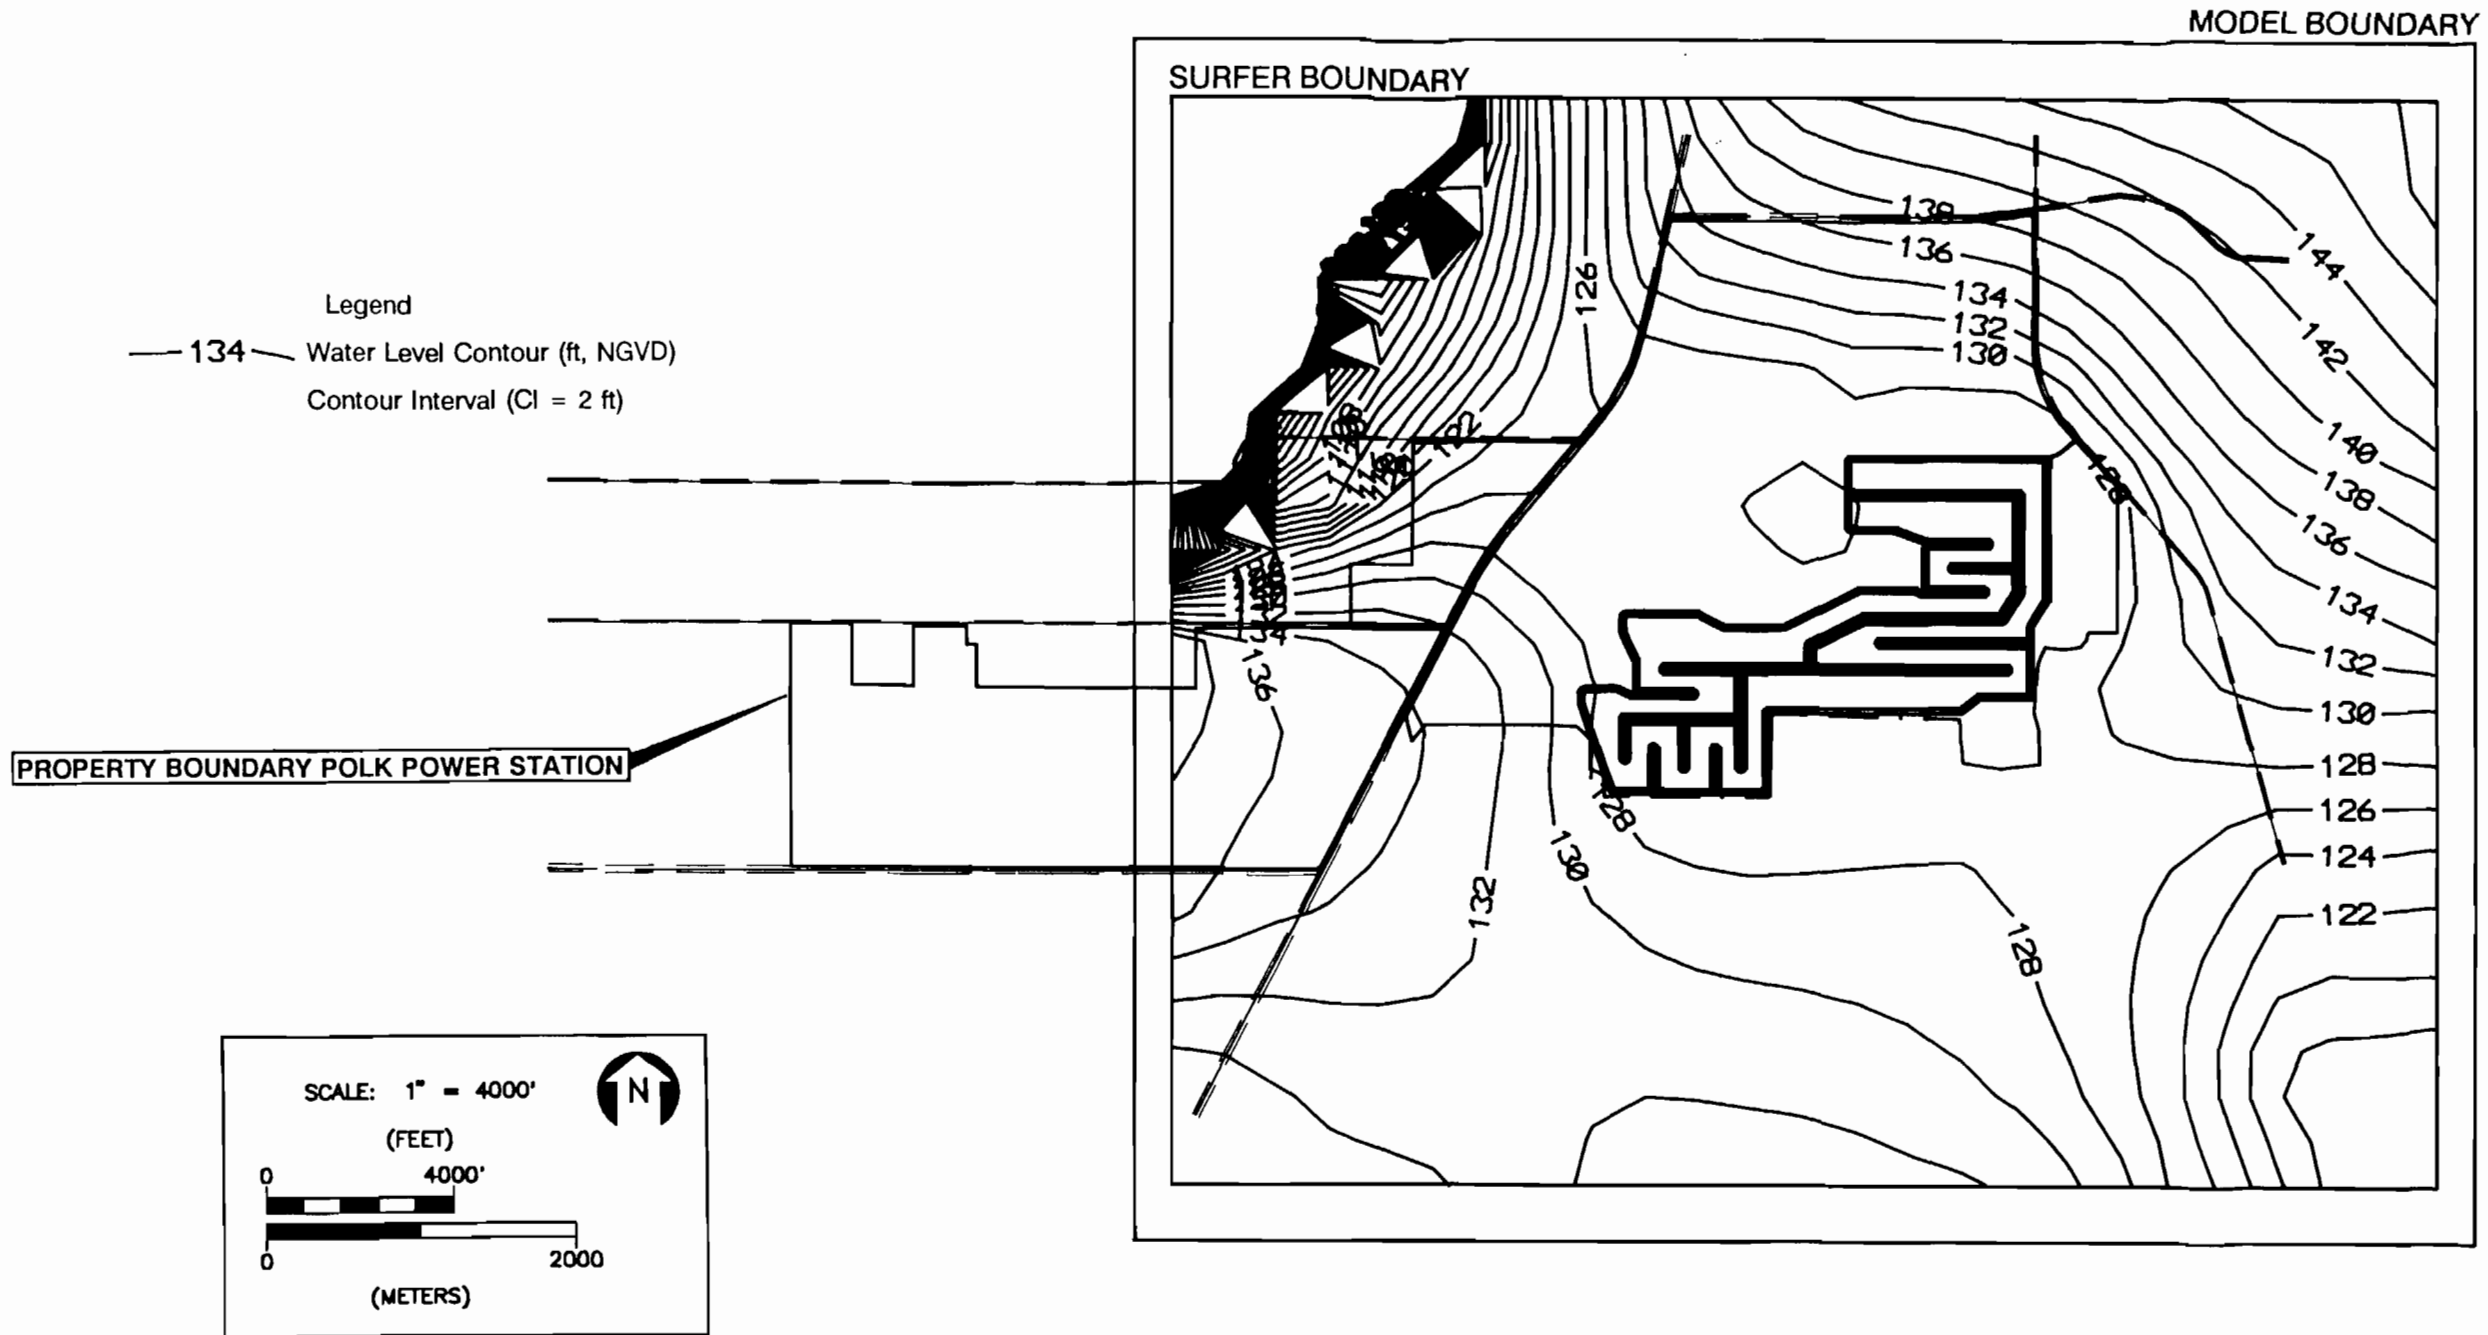 MODEL BOUNDARY
SURFER BOUNDARY
Legend
134 Water Level Contour (ft, NGVD)
Contour Interval (CI = 2 ft)
PROPERTY BOUNDARY POLK POWER STATION
SCALE: 1" = 4000'
(FEET)
0 4000'
0 2000
(METERS)
N
138
136
134
132
130
126
144
142
140
138
136
134
132
130
128
126
124
122
128
122
136
132
130
128
128